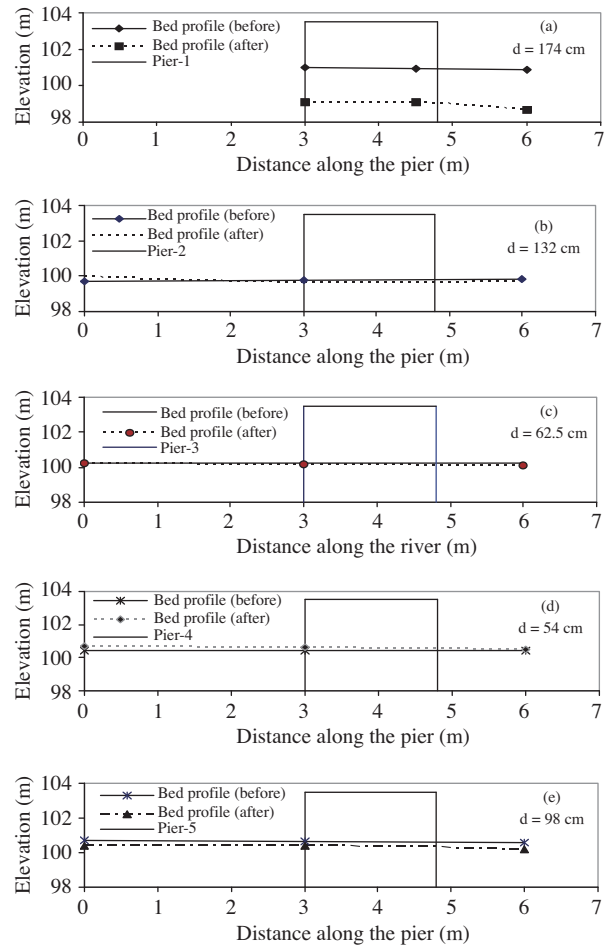 104
102
100
98
Elevation (m)
Bed profile (before)
Bed profile (after)
Pier-1
(a)
d = 174 cm
0 1 2 3 4 5 6 7
Distance along the pier (m)
104
102
100
98
Elevation (m)
Bed profile (before)
Bed profile (after)
Pier-2
(b)
d = 132 cm
0 1 2 3 4 5 6 7
Distance along the pier (m)
104
102
100
98
Elevation (m)
Bed profile (before)
Bed profile (after)
Pier-3
(c)
d = 62.5 cm
0 1 2 3 4 5 6 7
Distance along the river (m)
104
102
100
98
Elevation (m)
Bed profile (before)
Bed profile (after)
Pier-4
(d)
d = 54 cm
0 1 2 3 4 5 6 7
Distance along the pier (m)
104
102
100
98
Elevation (m)
Bed profile (before)
Bed profile (after)
Pier-5
(e)
d = 98 cm
0 1 2 3 4 5 6 7
Distance along the pier (m)